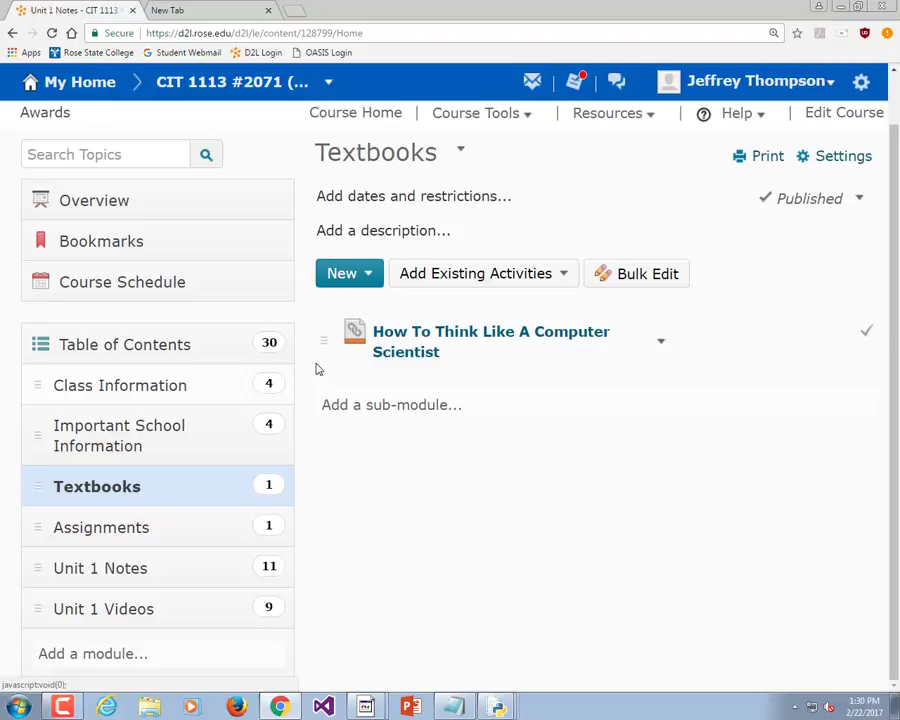 Unit 1 Notes - CIT 1113
New Tab
Secure
https://d2l.rose.edu/d2l/le/content/128799/Home
Apps
Rose State College
Student Webmail
D2L Login
OASIS Login
My Home
CIT 1113 #2071 (...
Jeffrey Thompson
Awards
Course Home
Course Tools
Resources
Help
Edit Course
Search Topics
Textbooks
Print
Settings
Overview
Add dates and restrictions...
Published
Bookmarks
Add a description...
Course Schedule
New
Add Existing Activities
Bulk Edit
Table of Contents 30
How To Think Like A Computer
Scientist
Class Information 4
Add a sub-module...
Important School 4
Information
Textbooks 1
Assignments 1
Unit 1 Notes 11
Unit 1 Videos 9
Add a module...
javascript:void(0);
1:30 PM
2/22/2017